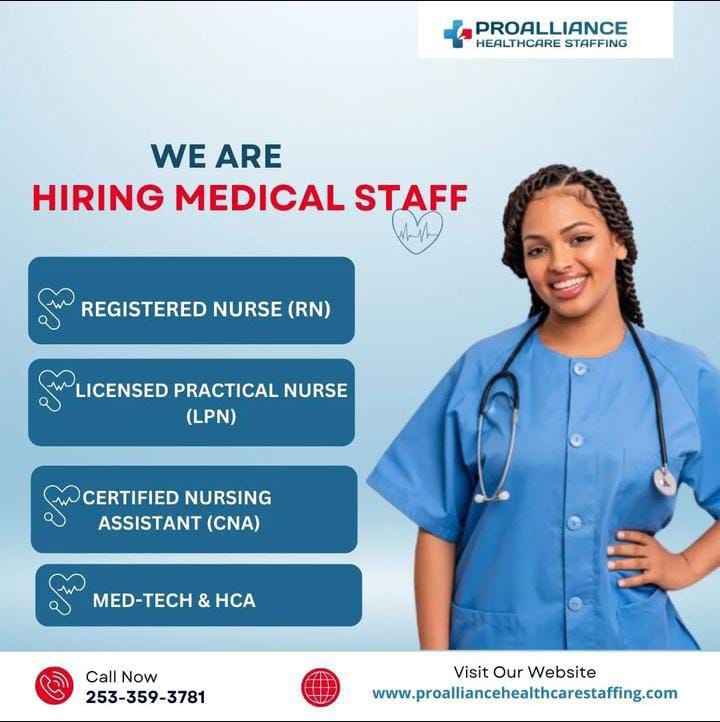 PROALLIANCE
HEALTHCARE STAFFING
WE ARE
HIRING MEDICAL STAFF
REGISTERED NURSE (RN)
LICENSED PRACTICAL NURSE
(LPN)
CERTIFIED NURSING
ASSISTANT (CNA)
MED-TECH & HCA
Call Now
253-359-3781
Visit Our Website
www.proalliancehealthcarestaffing.com